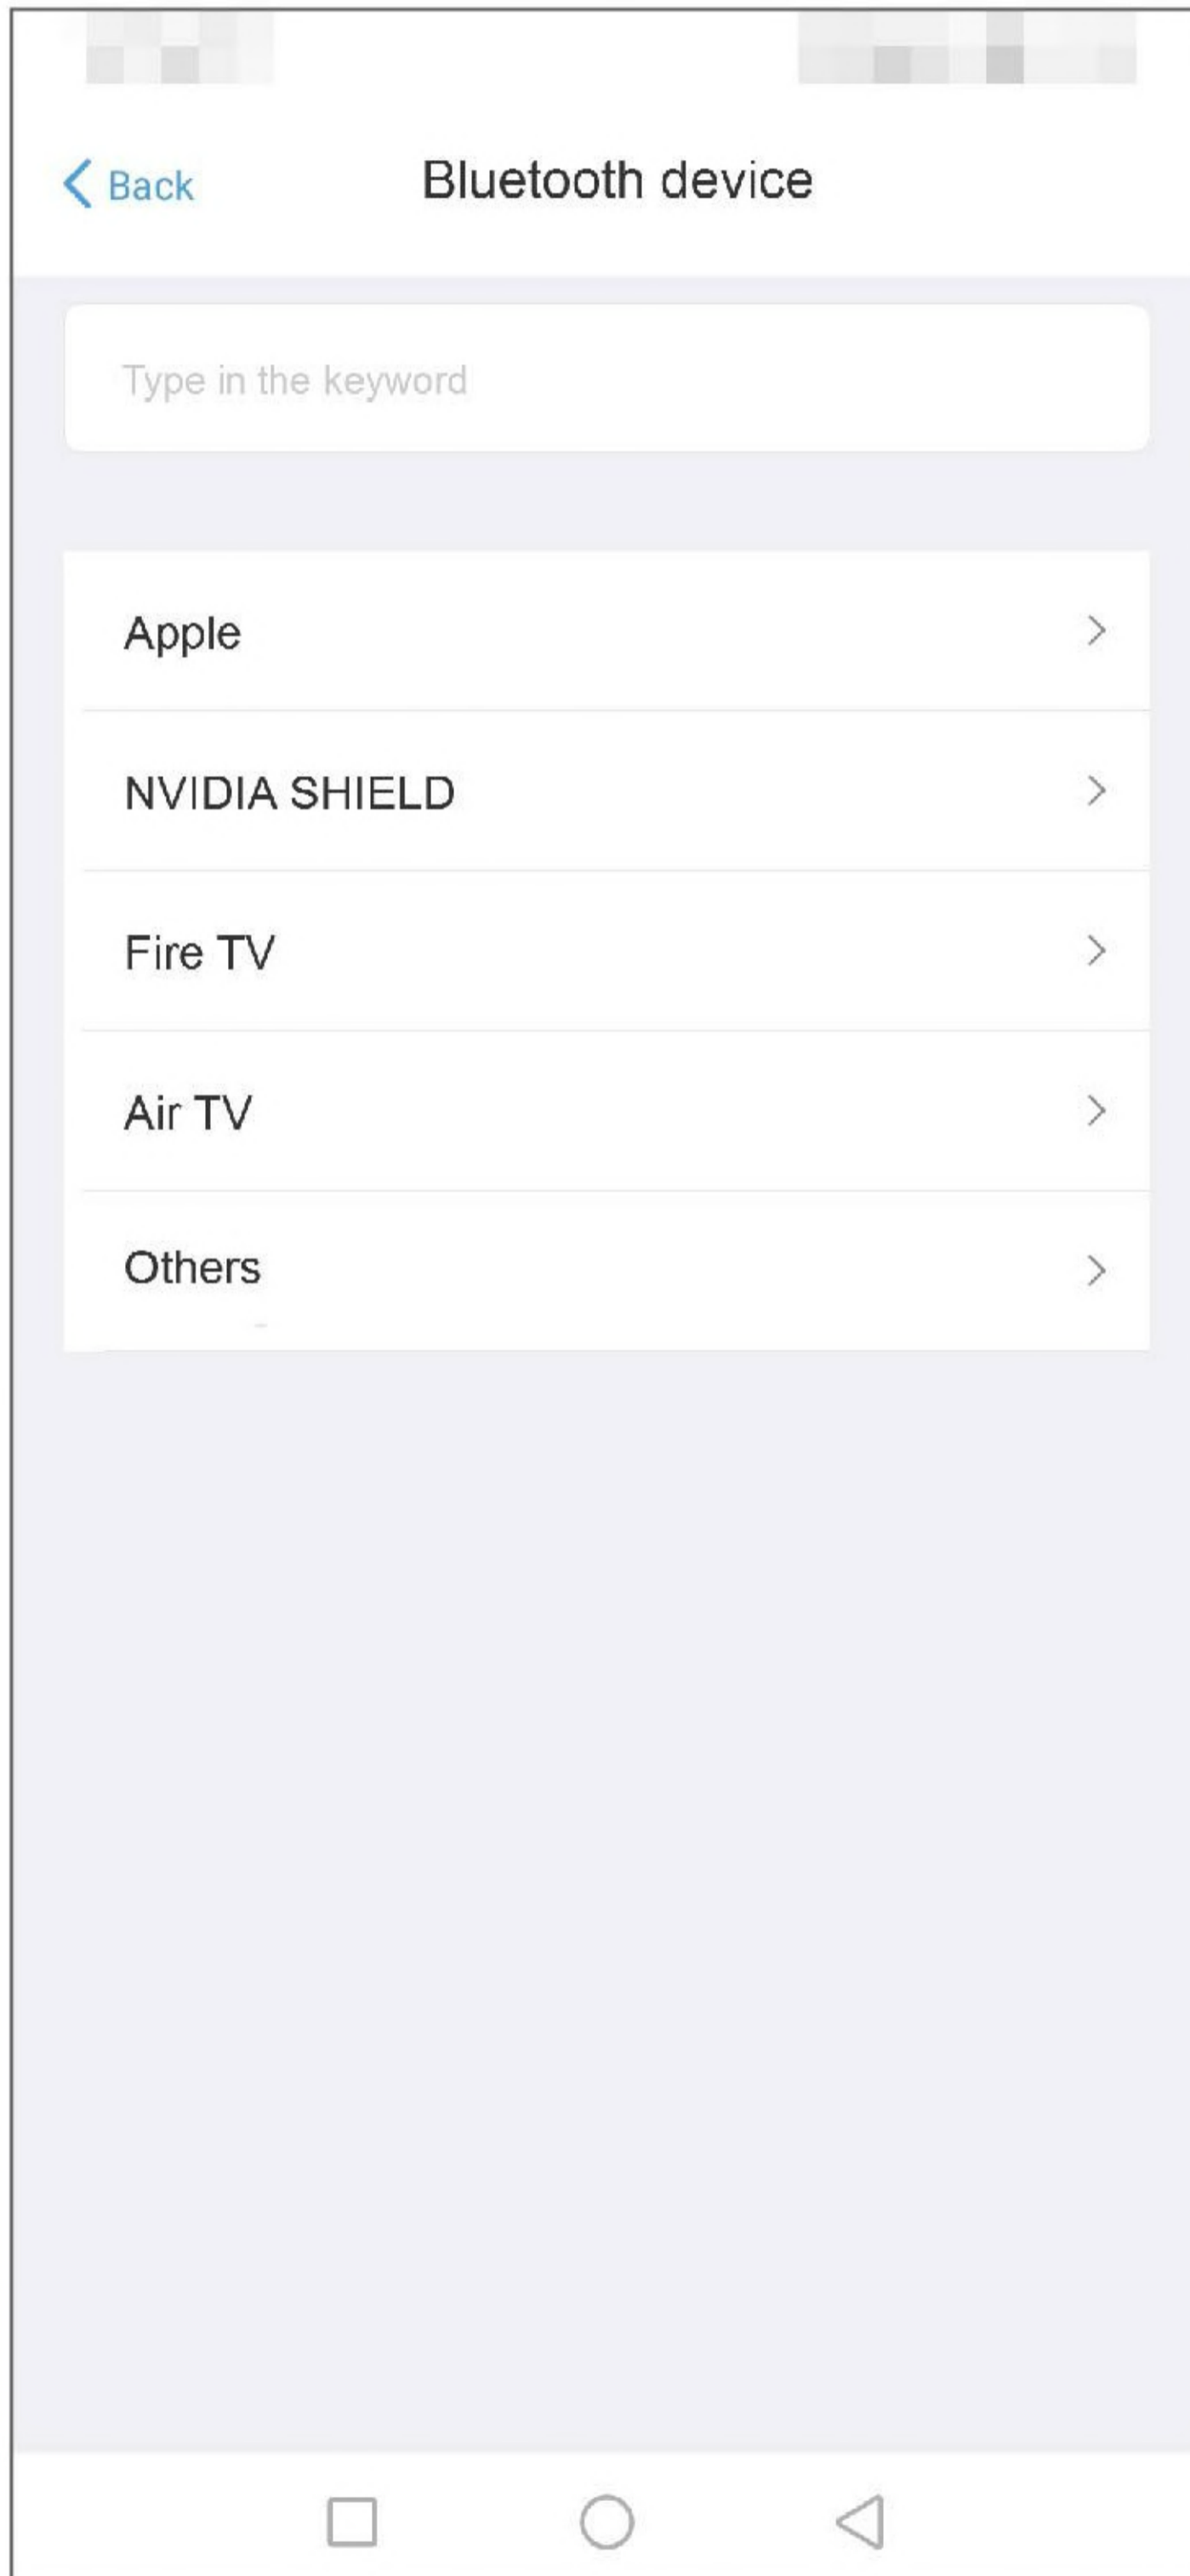 Back
Bluetooth device
Type in the keyword
Apple
NVIDIA SHIELD
Fire TV
Air TV
Others